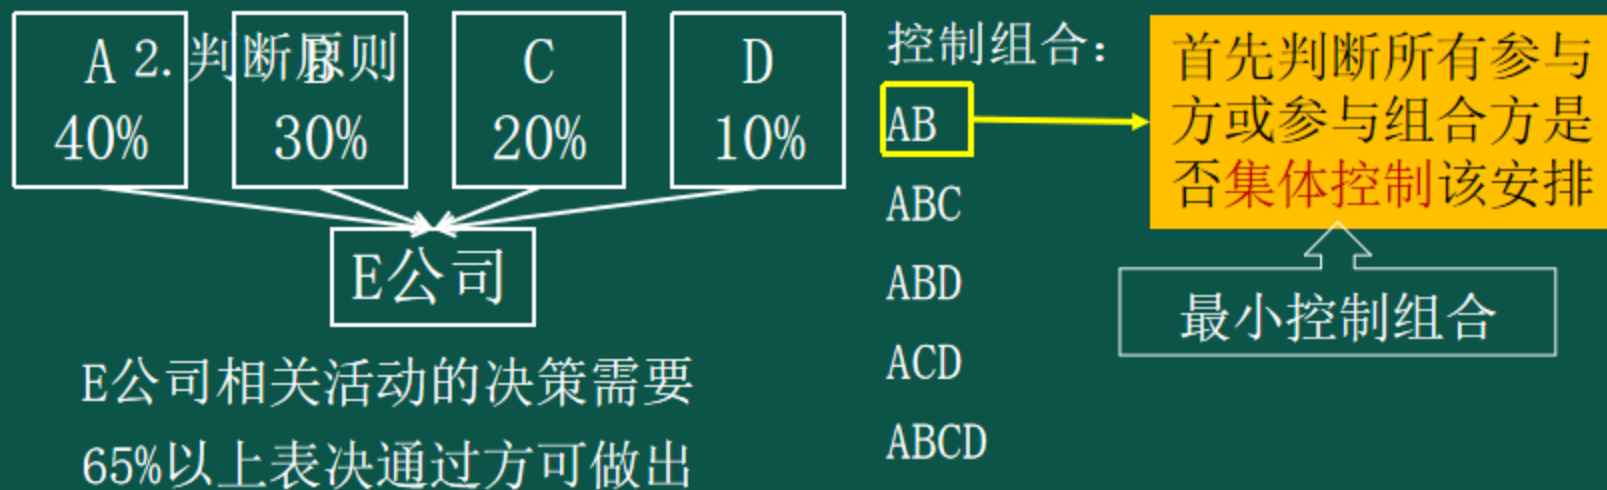 2.判断原则
A
40%
B
30%
C
20%
D
10%
E公司
E公司相关活动的决策需要
65%以上表决通过方可做出
控制组合：
AB
ABC
ABD
ACD
ABCD
首先判断所有参与
方或参与组合方是
否集体控制该安排
最小控制组合